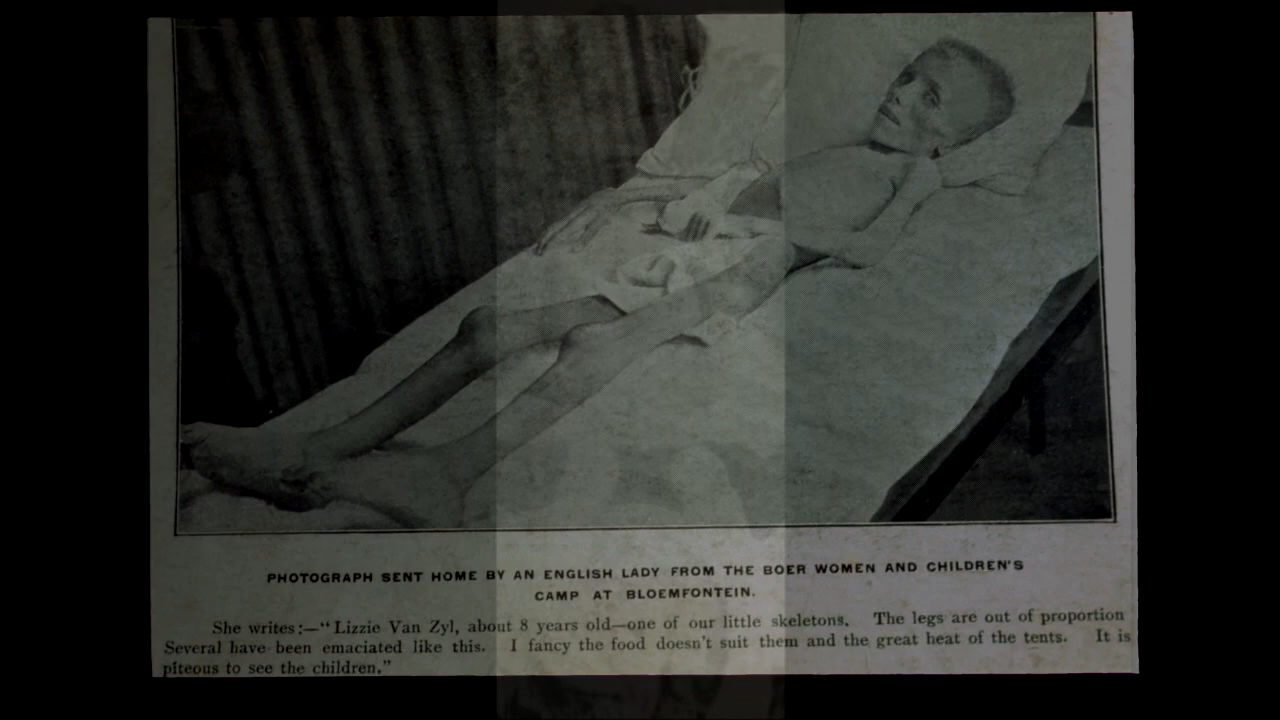 PHOTOGRAPH SENT HOME BY AN ENGLISH LADY FROM THE BOER WOMEN AND CHILDREN'S
CAMP AT BLOEMFONTEIN.
She writes:—"Lizzie Van Zyl, about 8 years old—one of our little skeletons. The legs are out of proportion
Several have been emaciated like this. I fancy the food doesn't suit them and the great heat of the tents. It is
piteous to see the children."